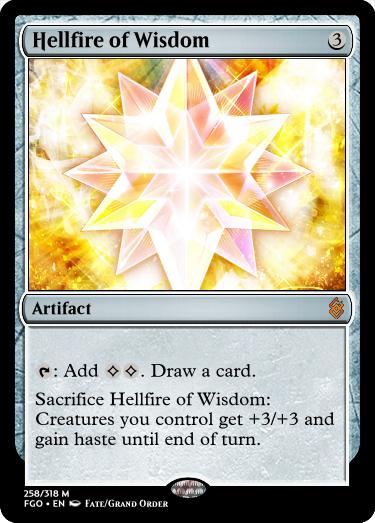 Hellfire of Wisdom 3
Artifact
: Add . Draw a card.
Sacrifice Hellfire of Wisdom:
Creatures you control get +3/+3 and
gain haste until end of turn.
258/318 M
FGO • EN Fate/Grand Order